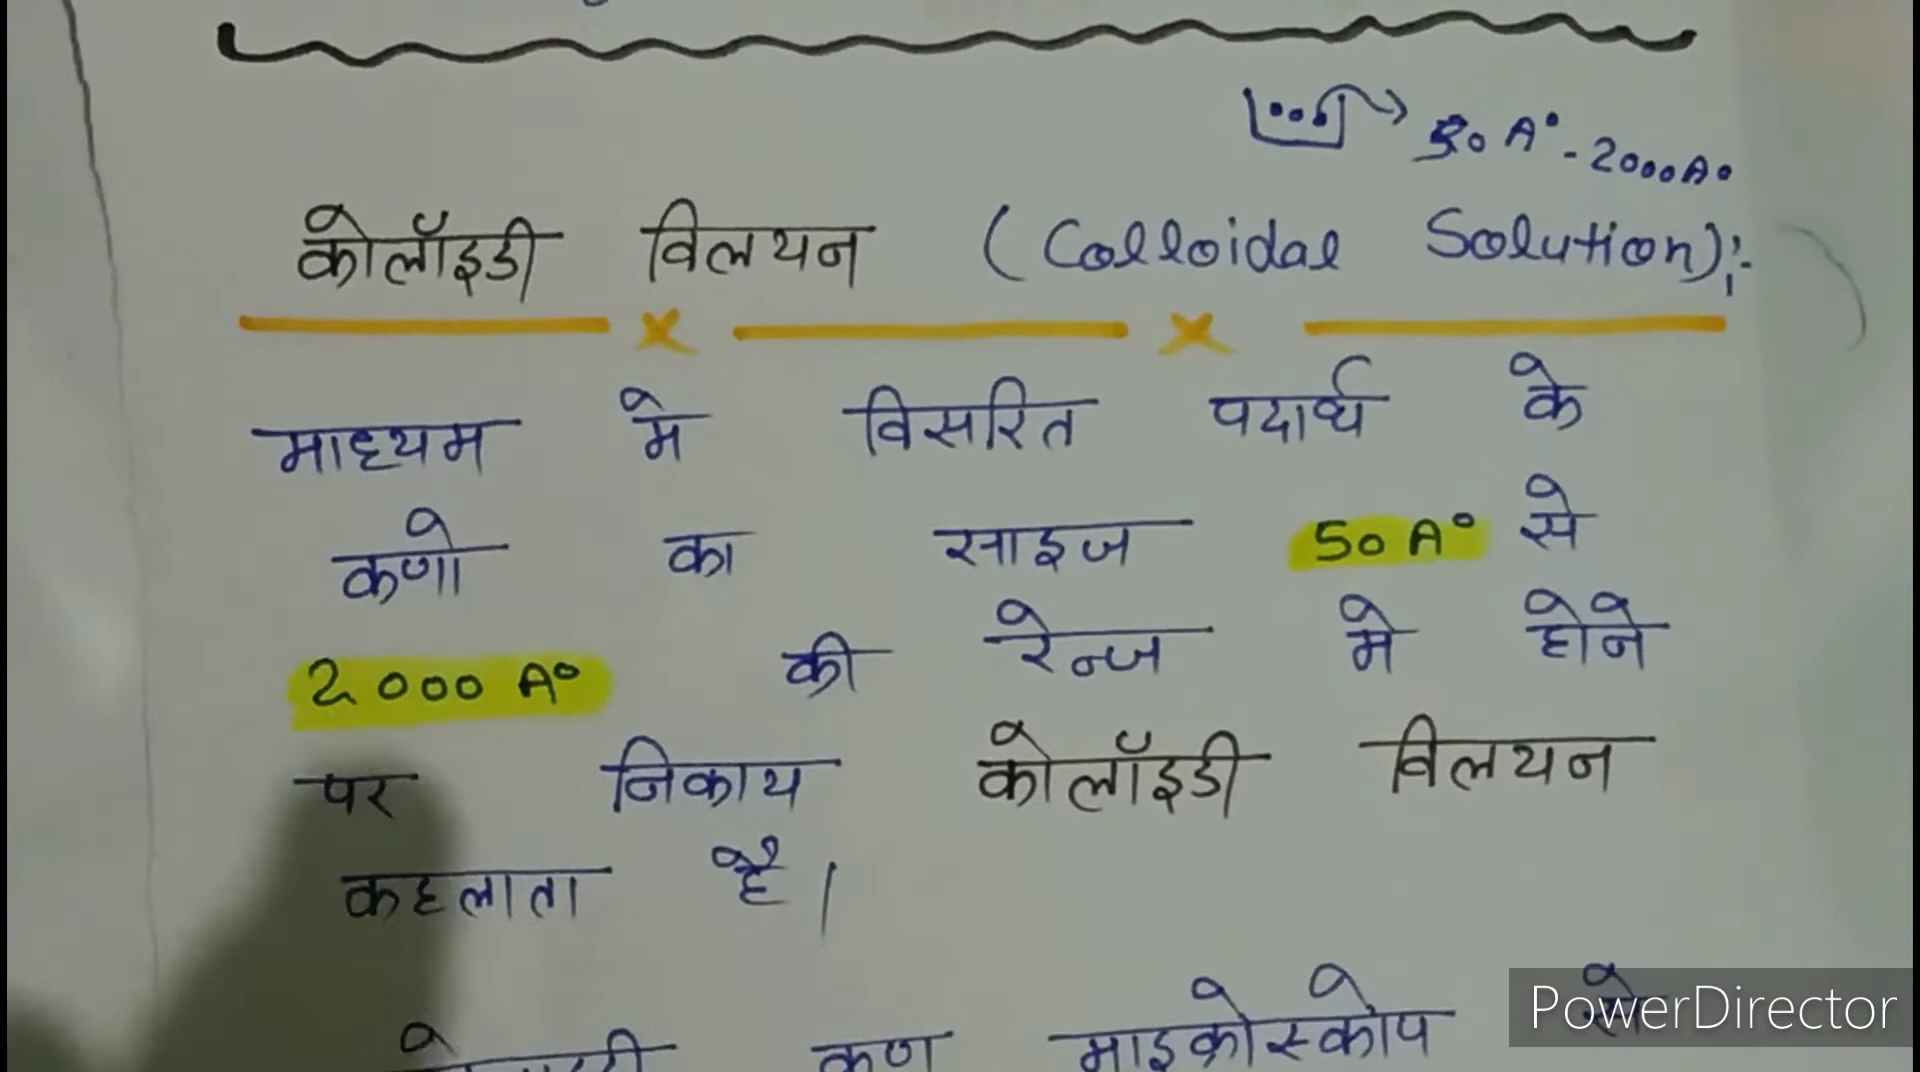 50 A° - 2000A°
कोलॉइडी विलयन (Colloidal Solution):-
माध्यम मे विसरित पदार्थ के
कणो का साइज 50 A° से
2000 A° की रेन्ज मे होने
पर निकाय कोलॉइडी विलयन
कहलाता है।
कण माइक्रोस्कोप से
PowerDirector